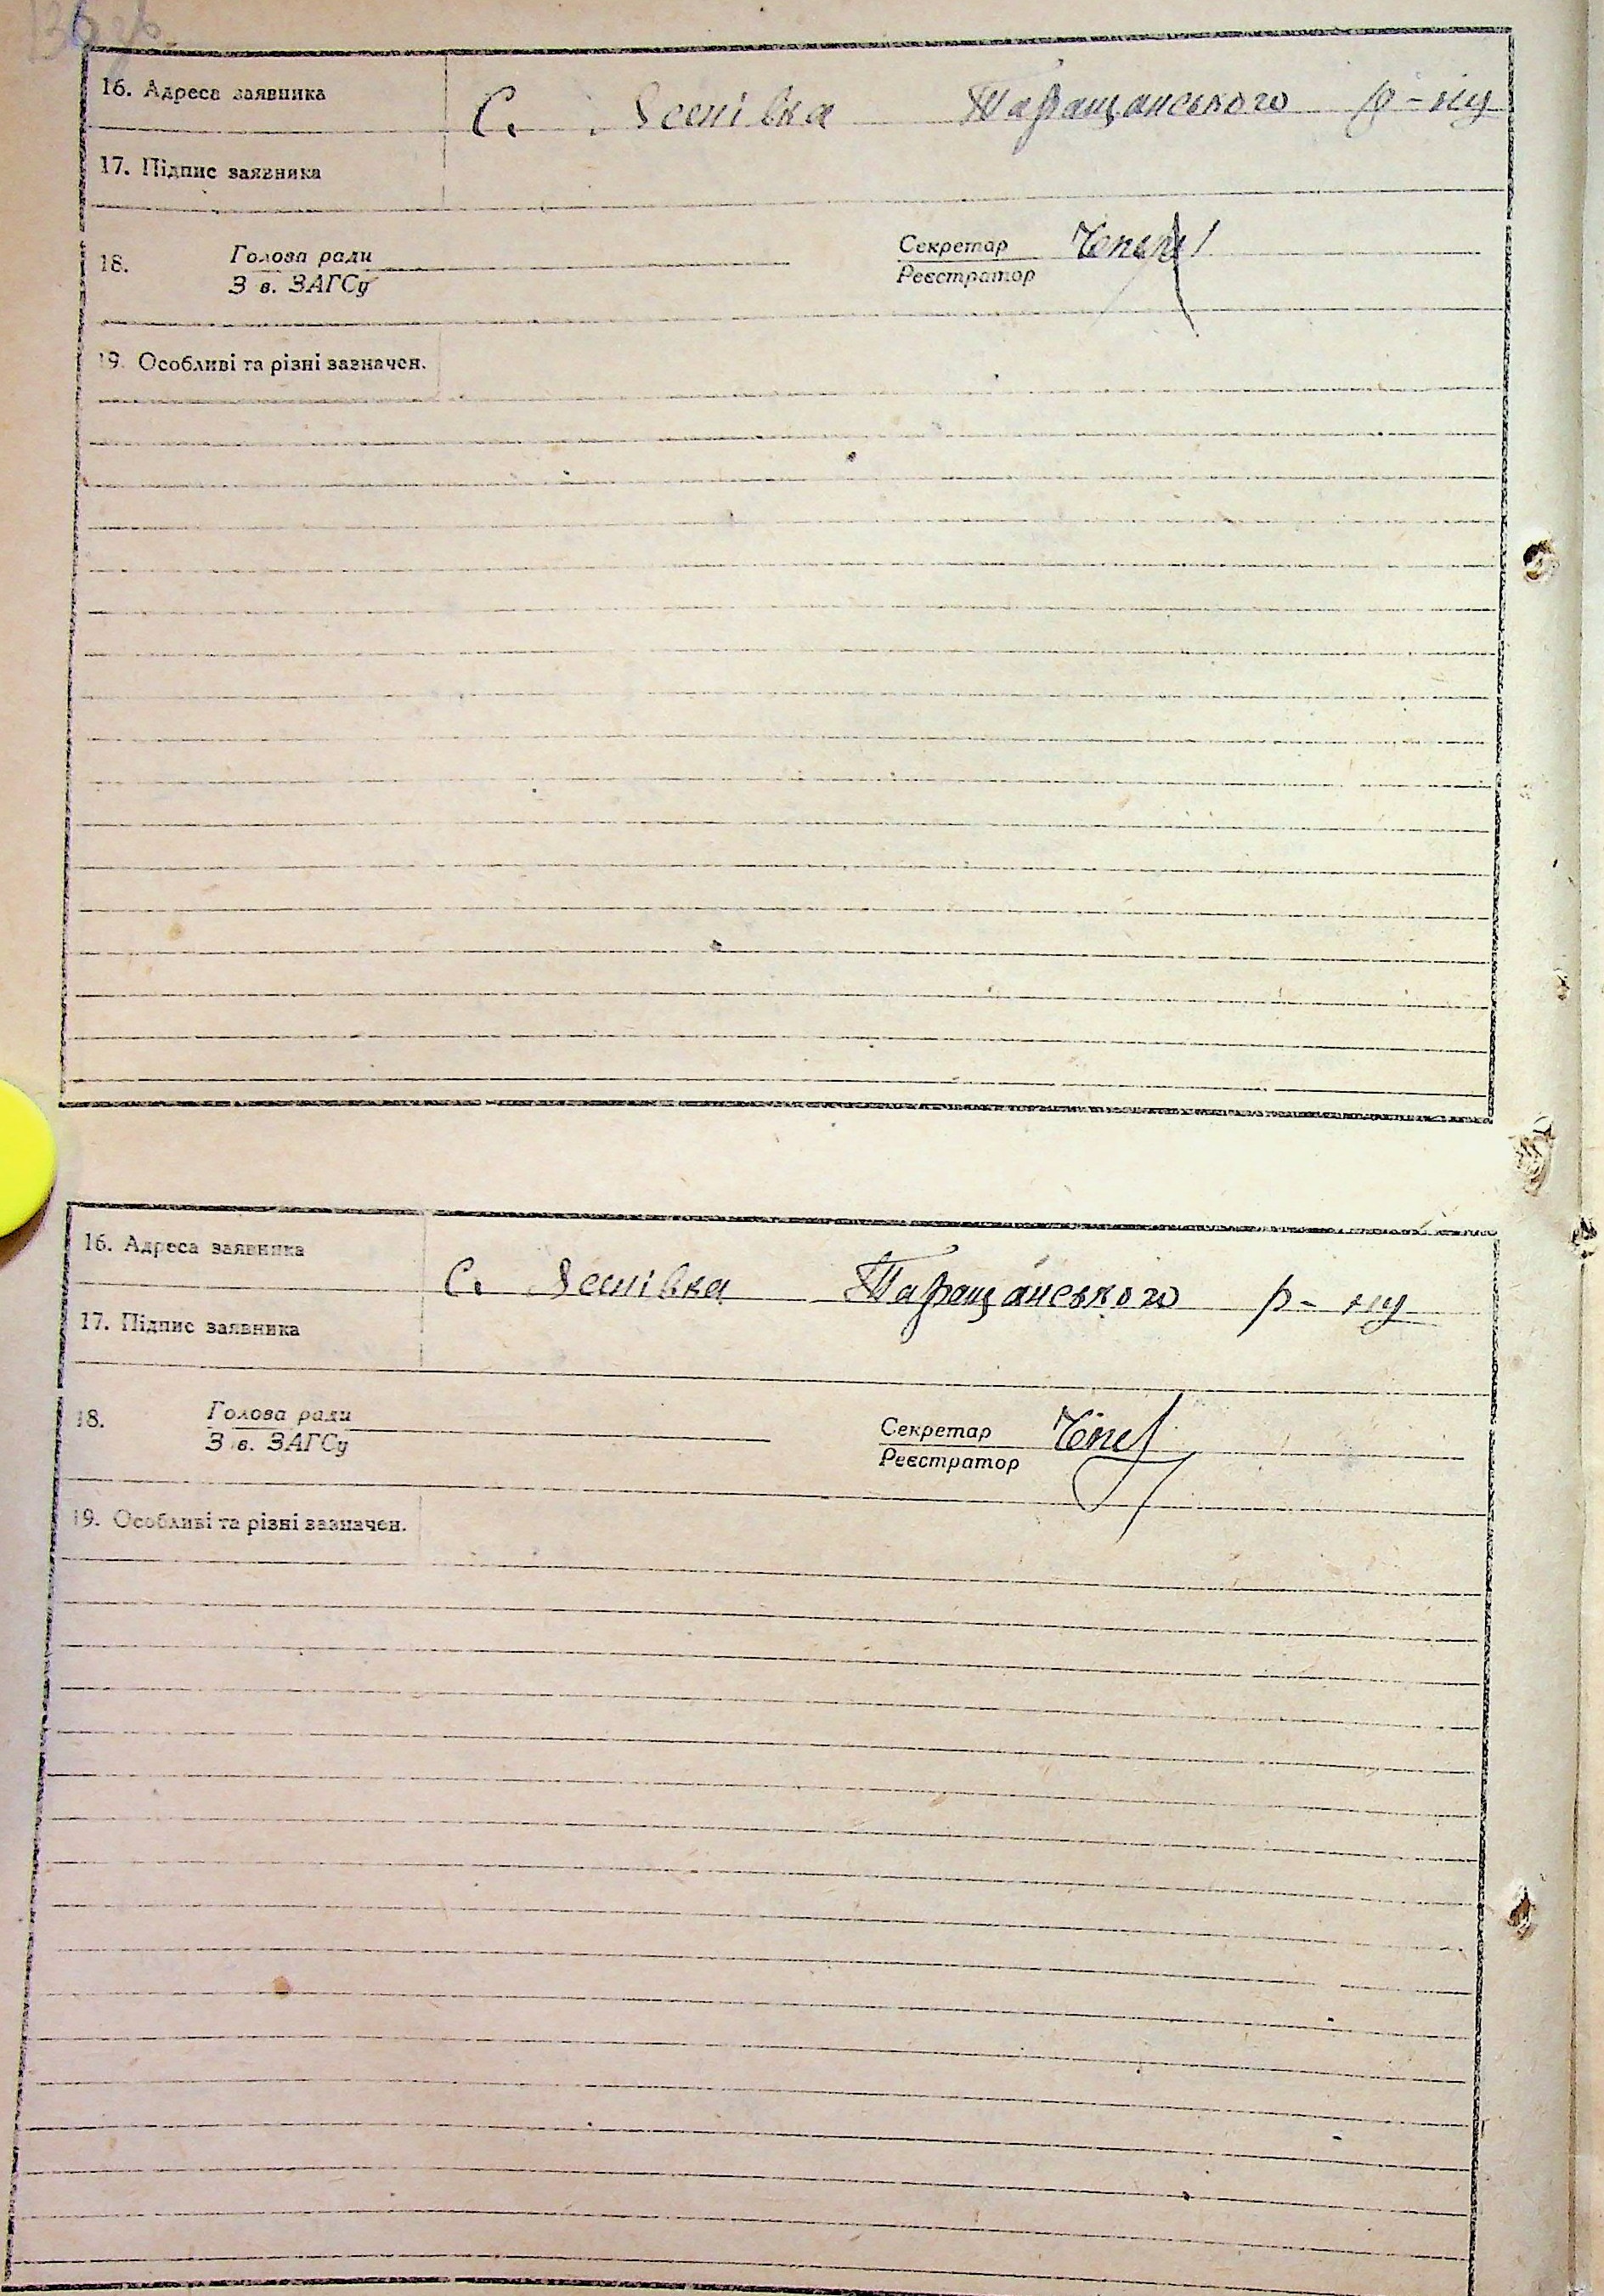 16. Адреса заявника С. Ясенівка Таращанського р-ну
17. Підпис заявника
18. Голова ради Секретар
З в. ЗАГСу Реєстратор
19. Особливі та різні зазначен.
16. Адреса заявника С. Ясенівка Таращанського р-ну
17. Підпис заявника
18. Голова ради Секретар
З в. ЗАГСу Реєстратор
19. Особливі та різні зазначен.